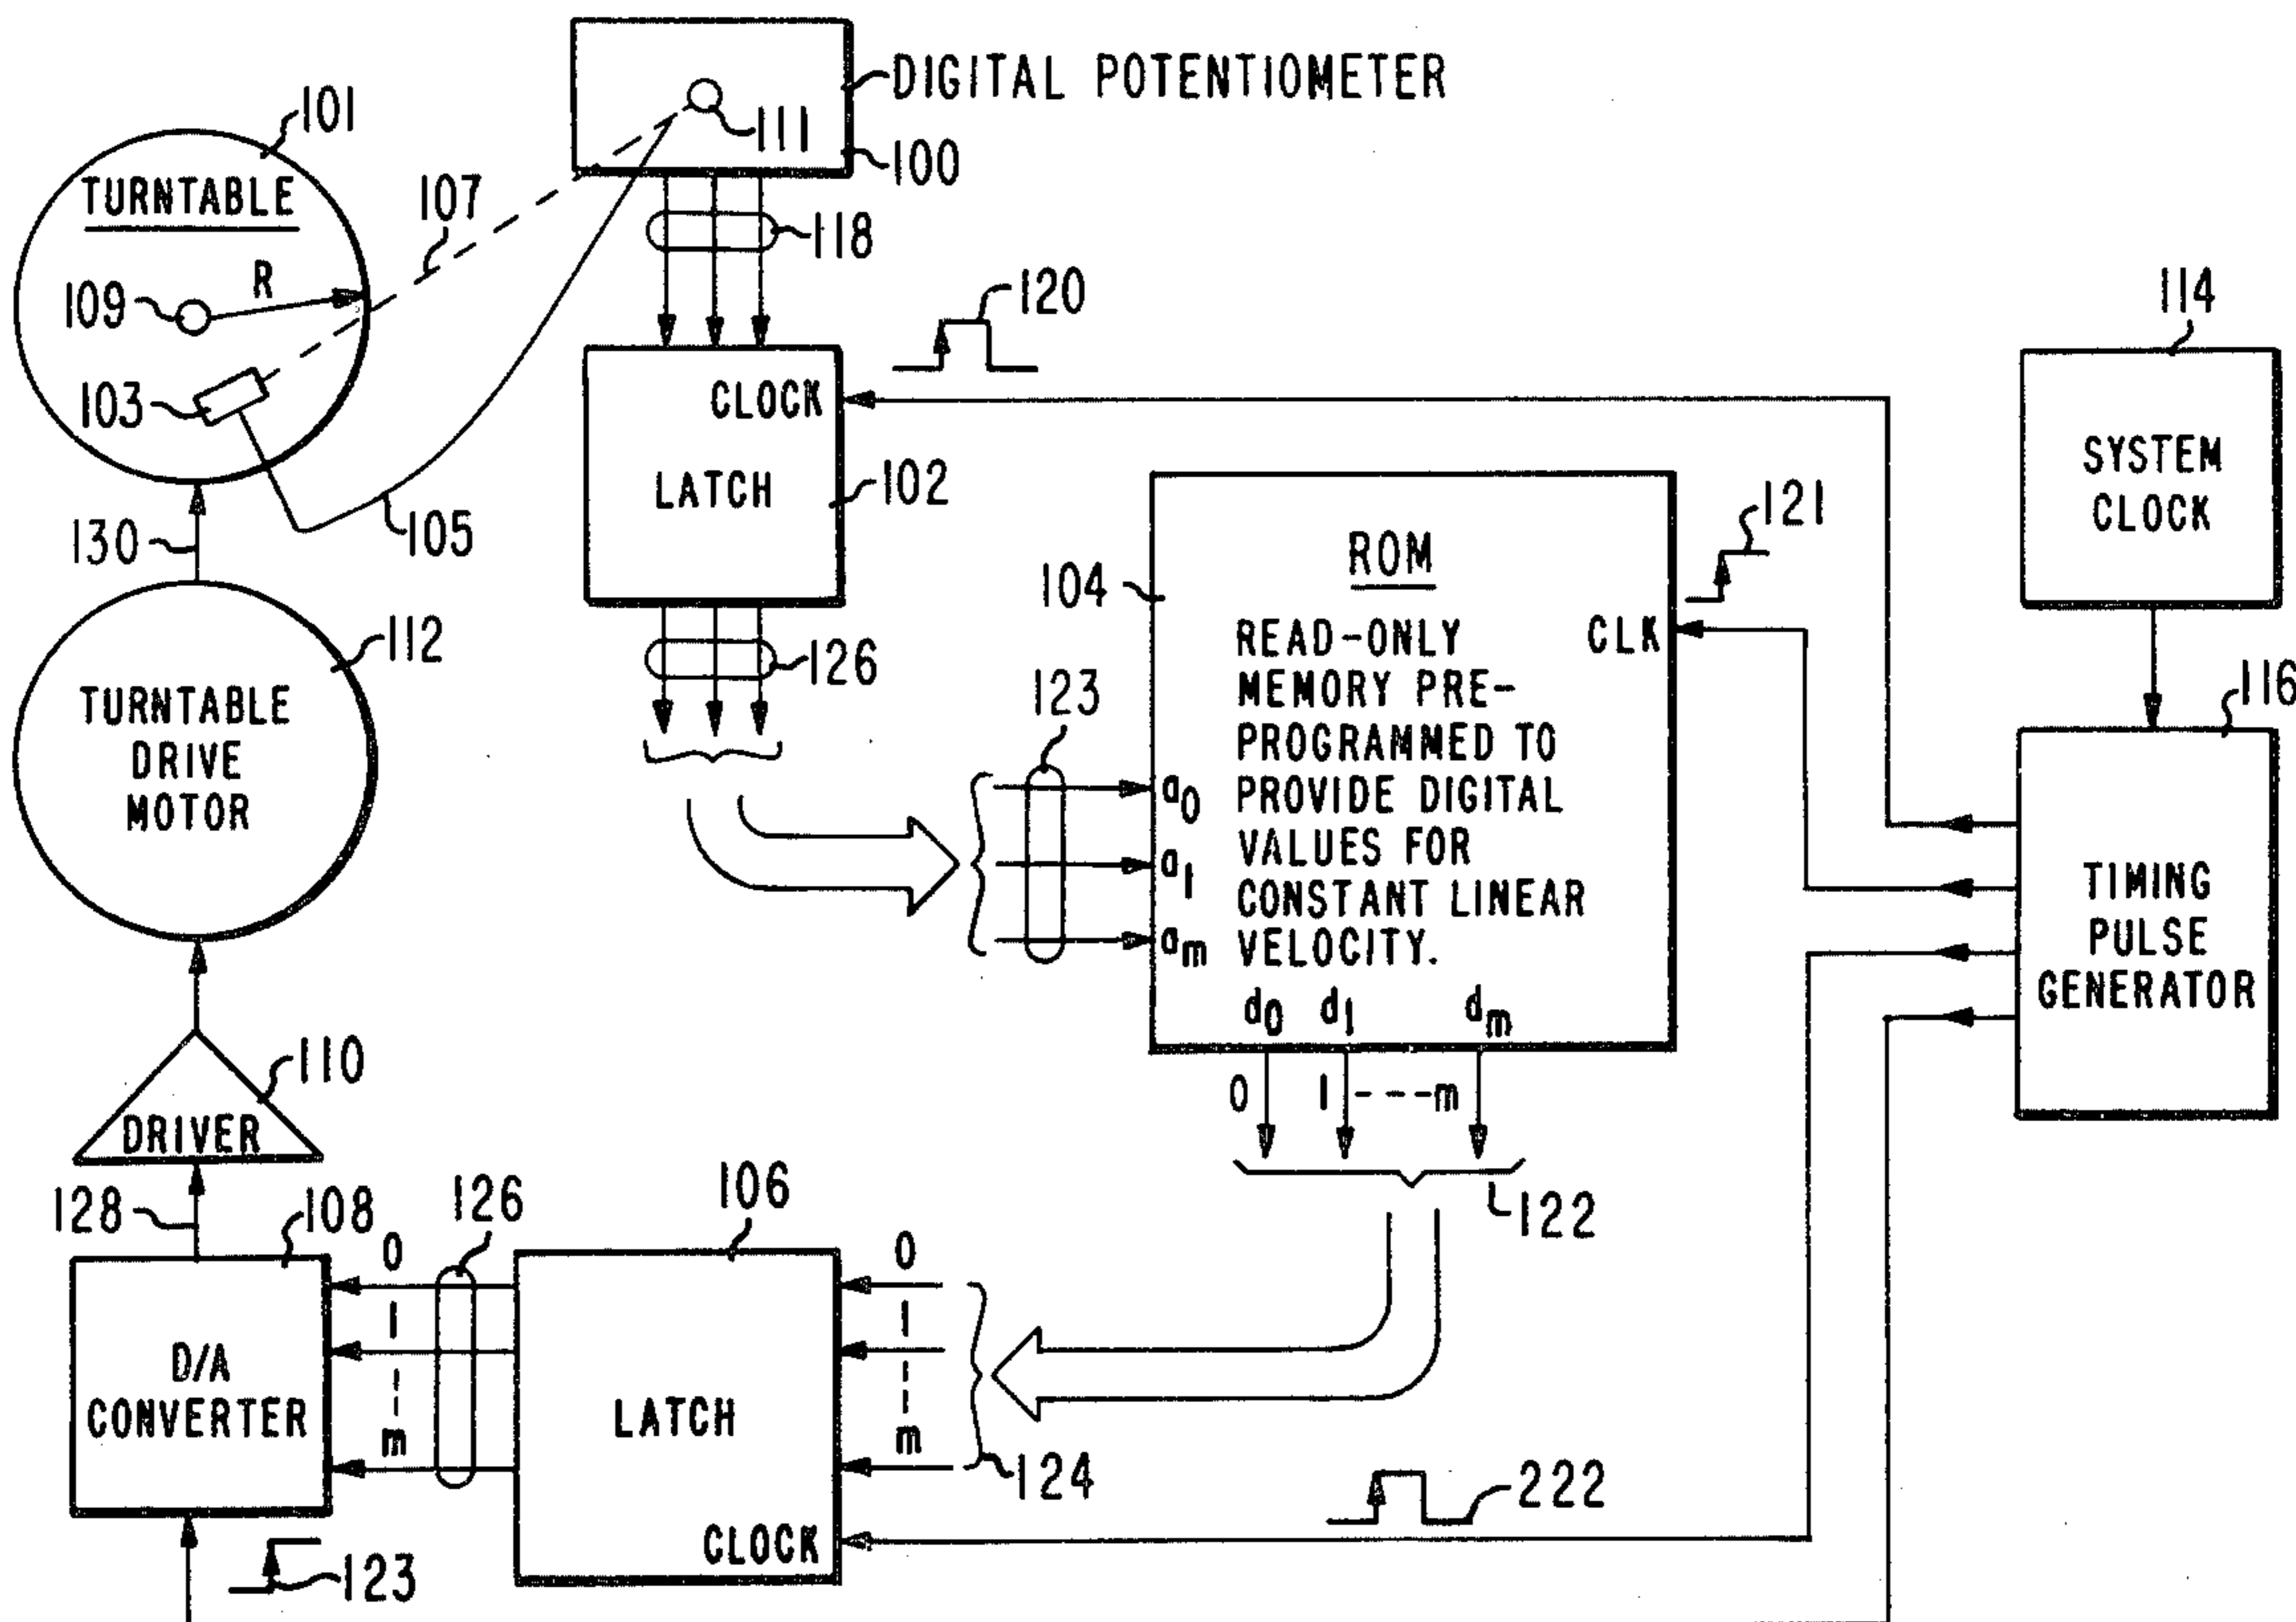 DIGITAL POTENTIOMETER
111
100
101
TURNTABLE
107
R
109
103
118
120
114
CLOCK
LATCH
102
105
130
SYSTEM
CLOCK
121
ROM
104
CLK
READ-ONLY
MEMORY PRE-
PROGRAMMED TO
PROVIDE DIGITAL
VALUES FOR
CONSTANT LINEAR
VELOCITY.
112
TURNTABLE
DRIVE
MOTOR
126
123
116
a0
a1
am
TIMING
PULSE
GENERATOR
d0 d1 dm
0 1 ---m
110
DRIVER
122
128
108
126
106
0
1
m
0
1
m
D/A
CONVERTER
LATCH
124
222
CLOCK
123